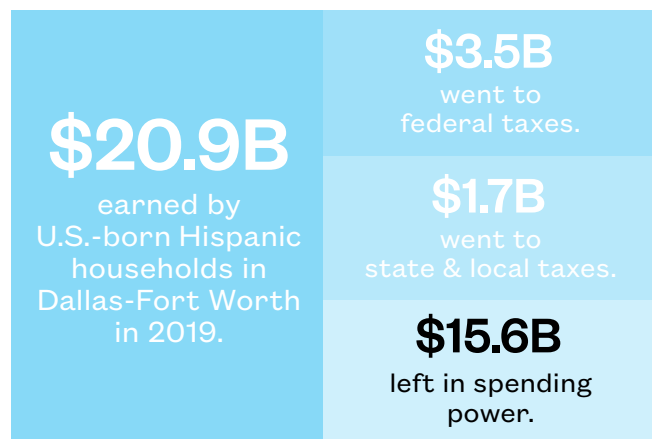 $20.9B
earned by
U.S.-born Hispanic
households in
Dallas-Fort Worth
in 2019.
$3.5B
went to
federal taxes.
$1.7B
went to
state & local taxes.
$15.6B
left in spending
power.